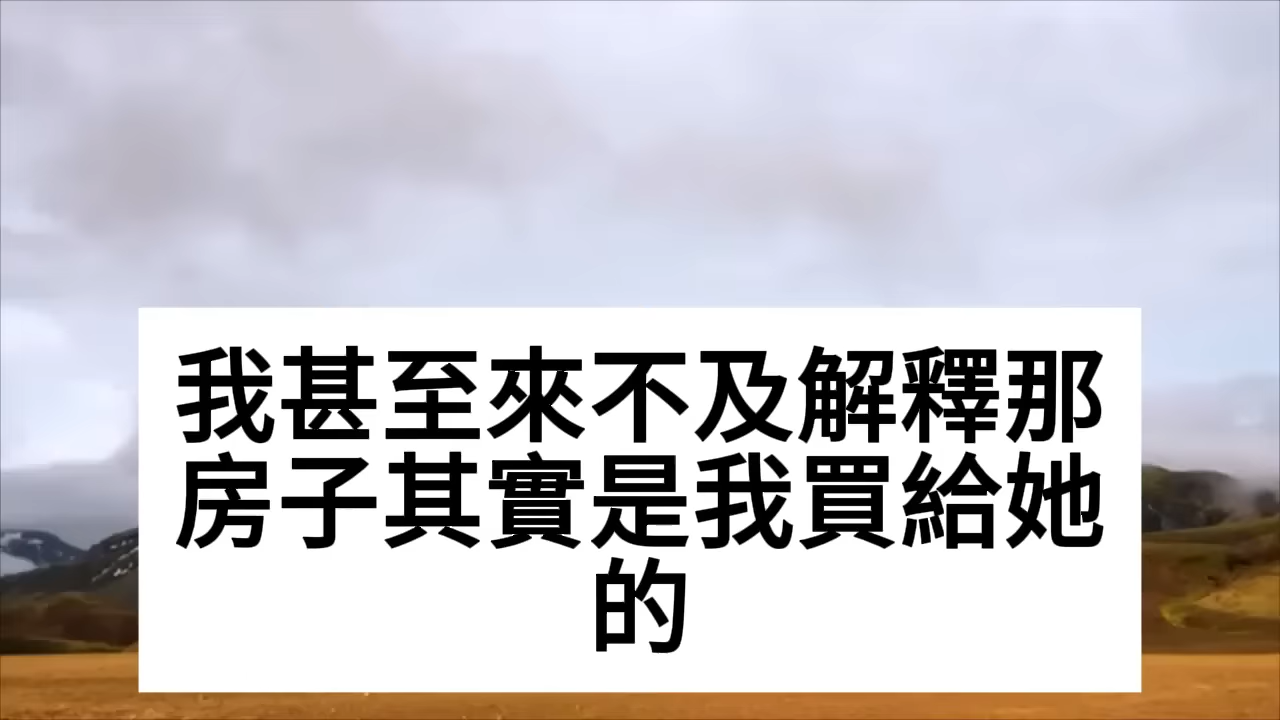 我甚至來不及解釋那
房子其實是我買給她
的